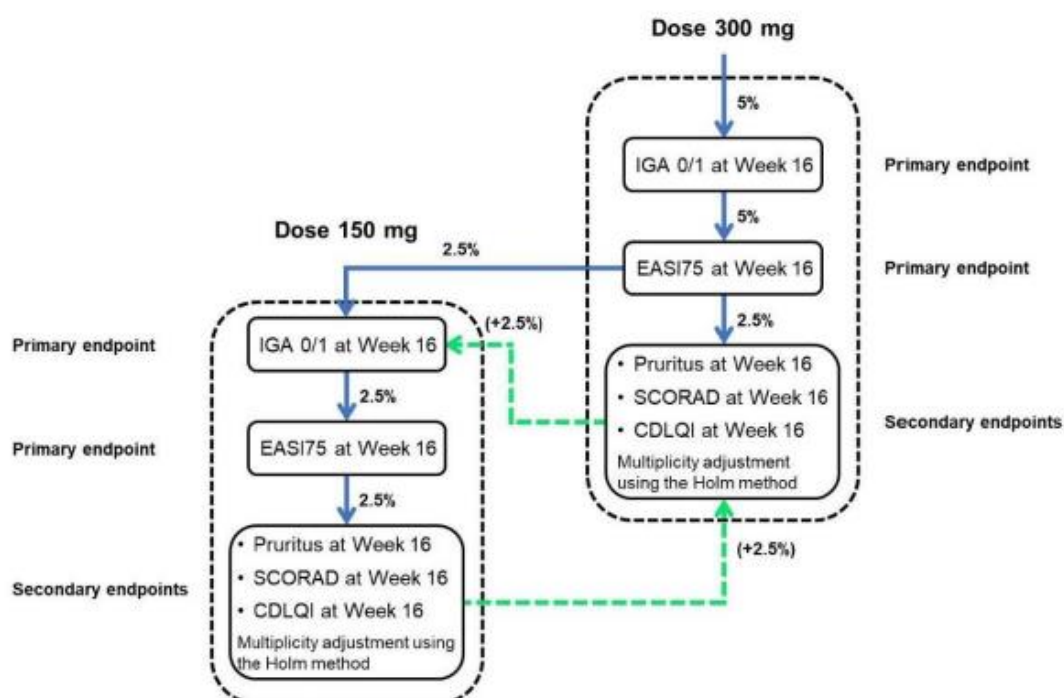 Dose 300 mg
5%
IGA 0/1 at Week 16
Primary endpoint
5%
Dose 150 mg
2.5%
EASI75 at Week 16
Primary endpoint
2.5%
(+2.5%)
Primary endpoint
IGA 0/1 at Week 16
• Pruritus at Week 16
• SCORAD at Week 16
• CDLQI at Week 16
Multiplicity adjustment
using the Holm method
Secondary endpoints
2.5%
Primary endpoint
EASI75 at Week 16
2.5%
(+2.5%)
Secondary endpoints
• Pruritus at Week 16
• SCORAD at Week 16
• CDLQI at Week 16
Multiplicity adjustment using
the Holm method